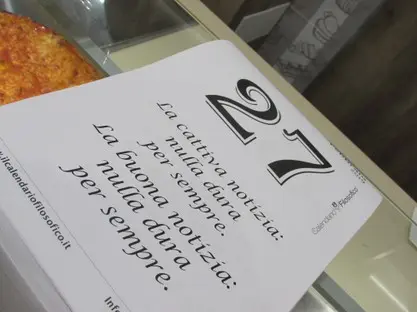 27
Calendario
Filosofico
La cattiva notizia:
nulla dura
per sempre.
La buona notizia:
nulla dura
per sempre.
.ilcalendariofilosofico.it